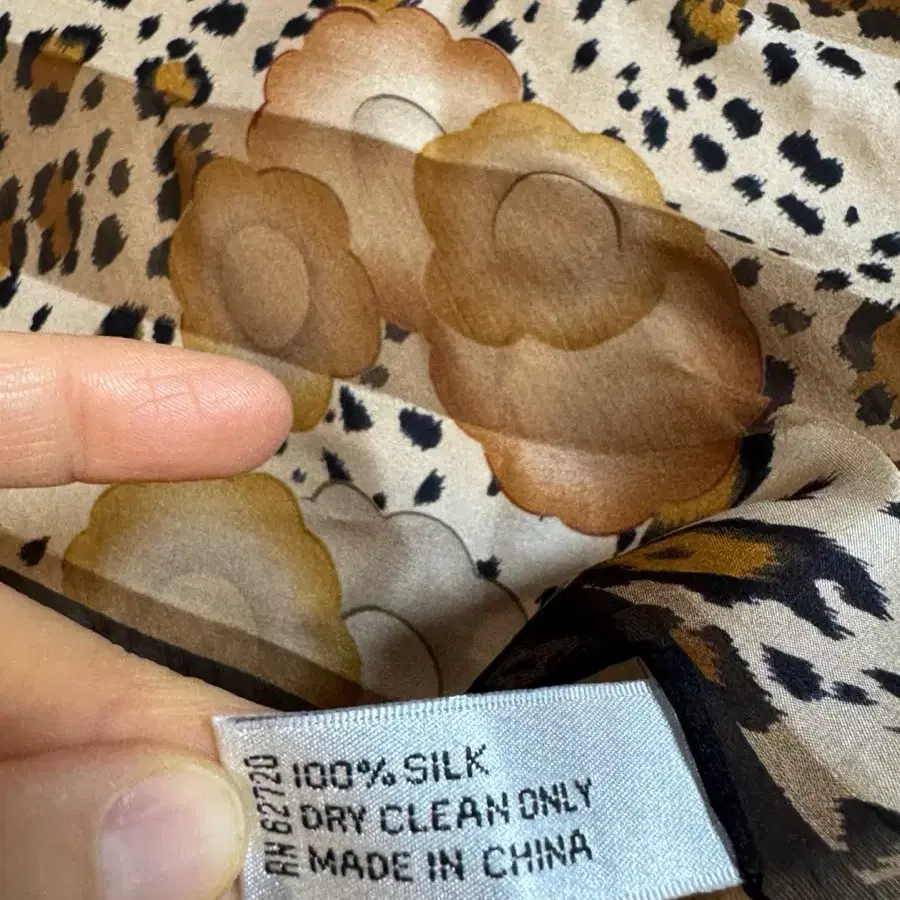 100% SILK
DRY CLEAN ONLY
MADE IN CHINA
RN 62720